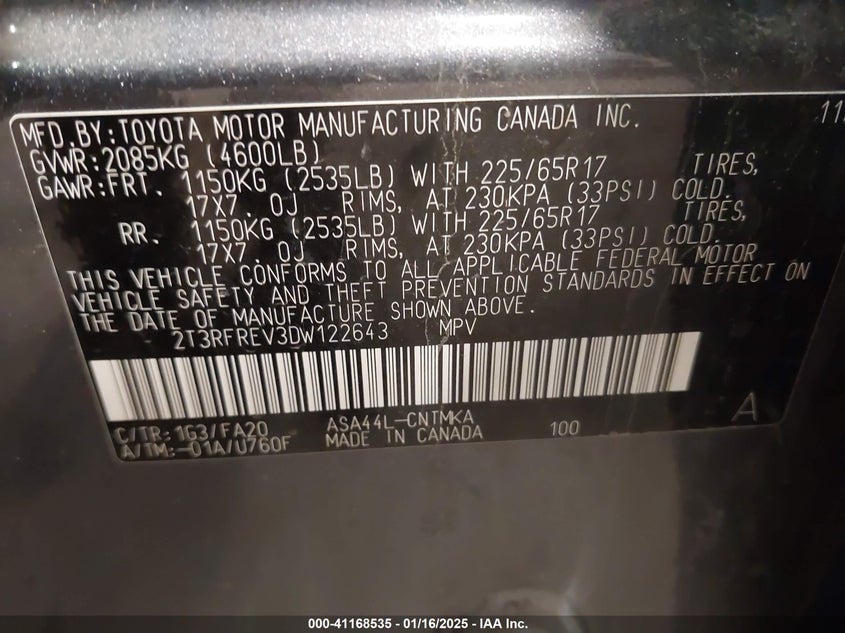 MFD.BY:TOYOTA MOTOR MANUFACTURING CANADA INC. 11
GVWR:2085KG (4600LB)
GAWR:FRT. 1150KG (2535LB) WITH 225/65R17 TIRES,
17X7.0J RIMS, AT 230KPA (33PSI) COLD.
RR. 1150KG (2535LB) WITH 225/65R17 TIRES,
17X7.0J RIMS, AT 230KPA (33PSI) COLD.
THIS VEHICLE CONFORMS TO ALL APPLICABLE FEDERAL MOTOR
VEHICLE SAFETY AND THEFT PREVENTION STANDARDS IN EFFECT ON
THE DATE OF MANUFACTURE SHOWN ABOVE.
2T3RFREV3DW122643 MPV
C/TR:1G3/FA20 ASA44L-CNTMKA 100 A
A/TM:-01A/U760F MADE IN CANADA
000-41168535 - 01/16/2025 - IAA Inc.